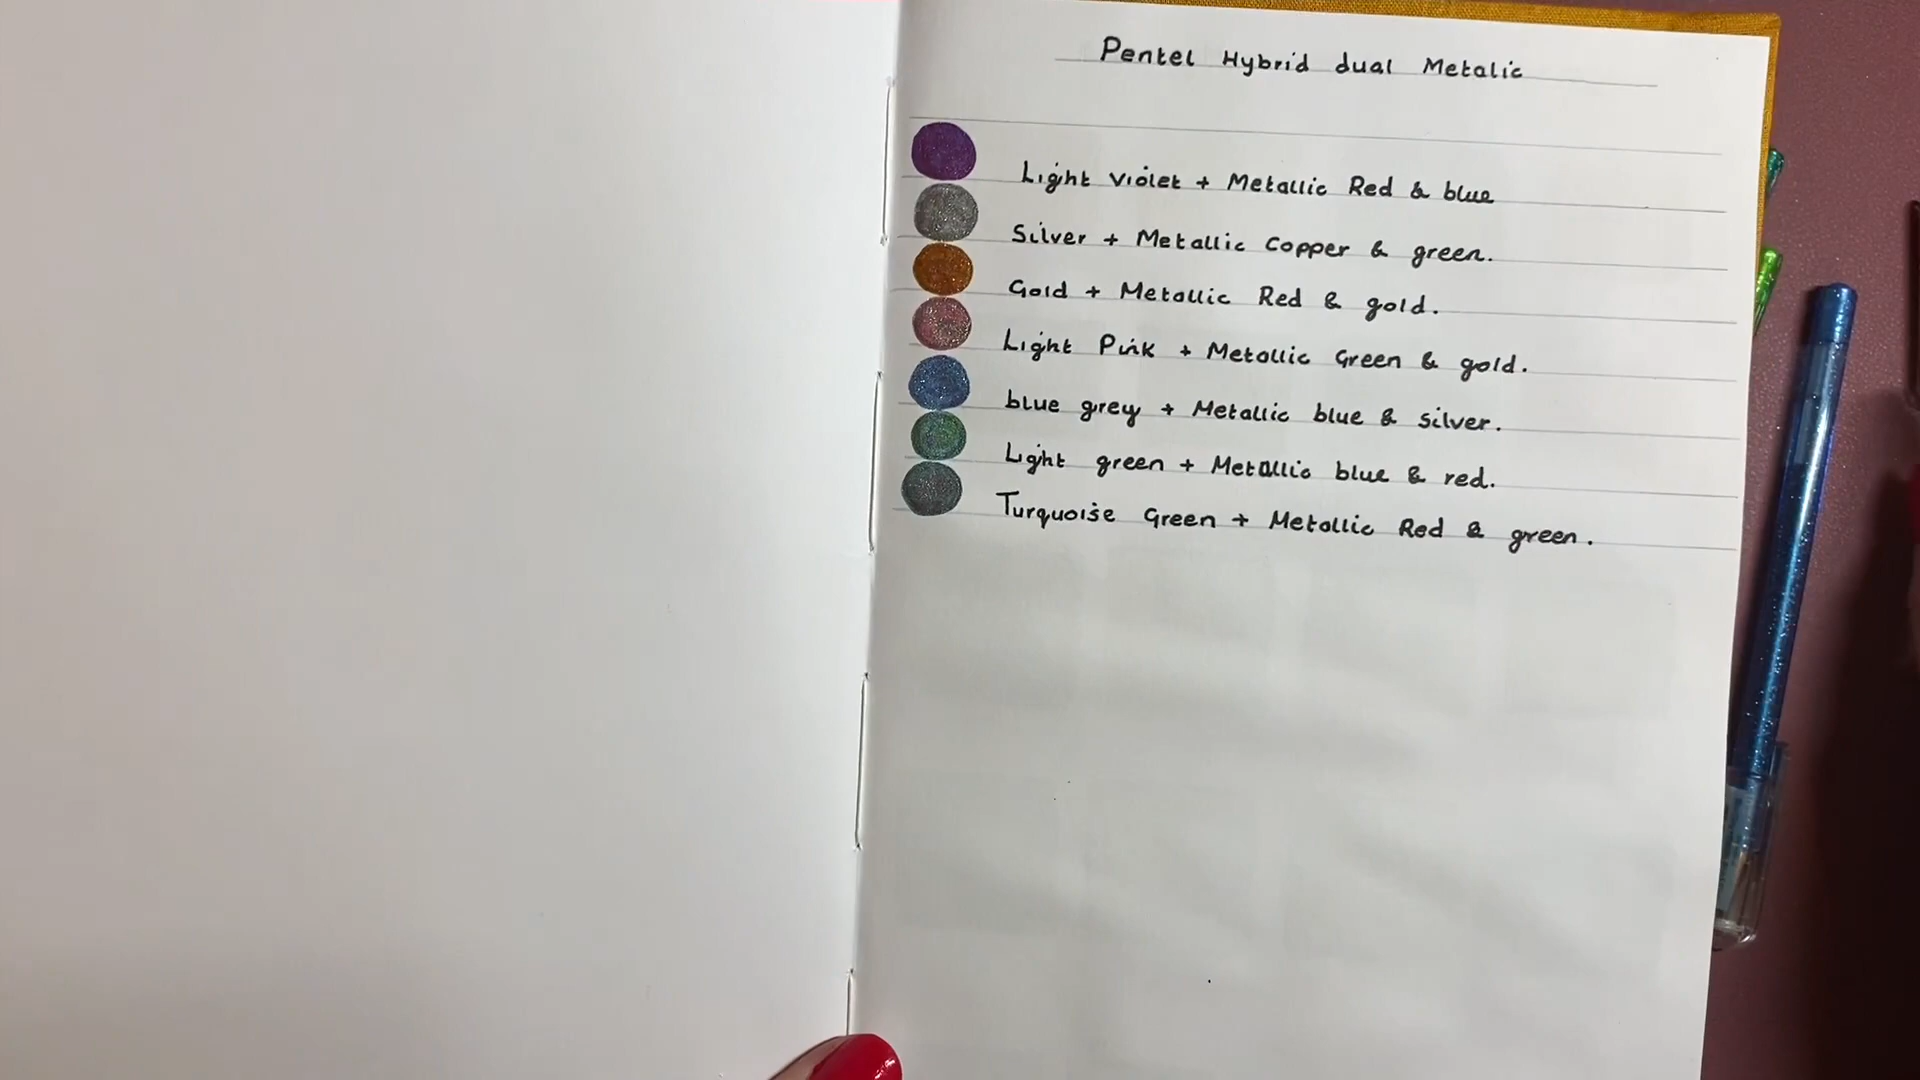 Pentel Hybrid dual Metalic
Light violet + Metallic Red & blue
Silver + Metallic Copper & green.
Gold + Metallic Red & gold.
Light Pink + Metallic Green & gold.
blue grey + Metallic blue & silver.
Light green + Metallic blue & red.
Turquoise Green + Metallic Red & green.